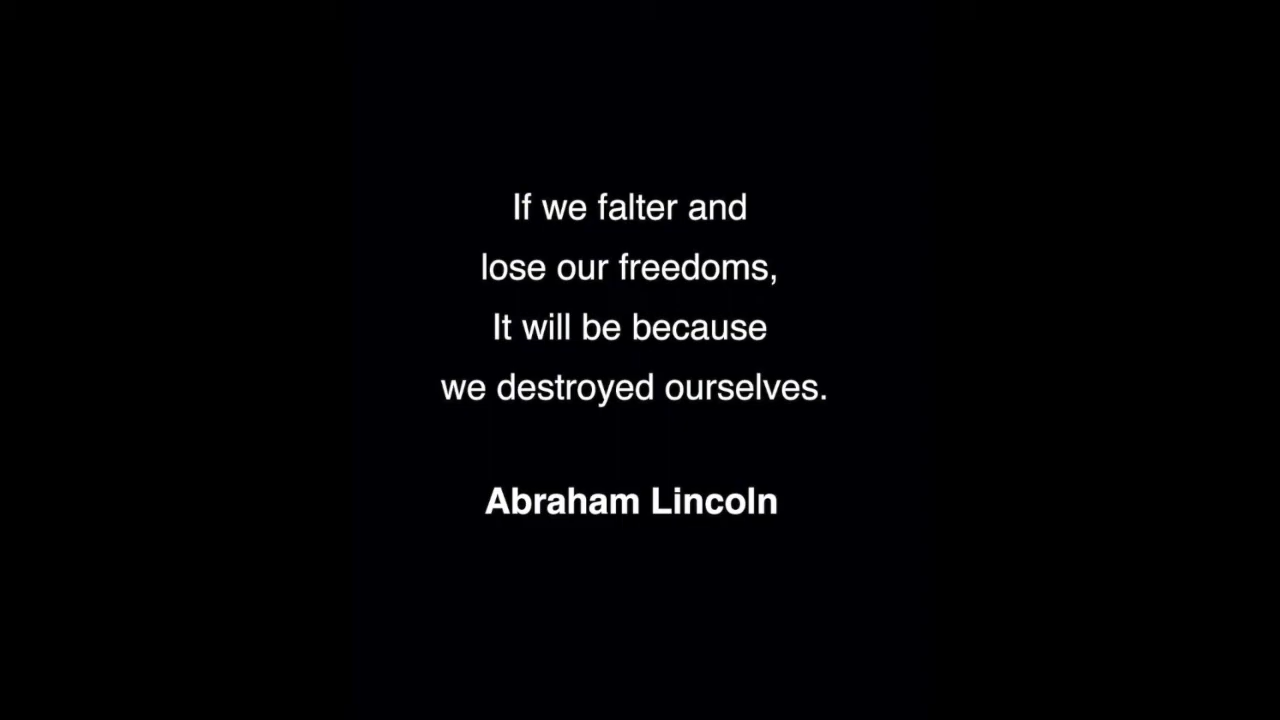 If we falter and
lose our freedoms,
It will be because
we destroyed ourselves.
Abraham Lincoln